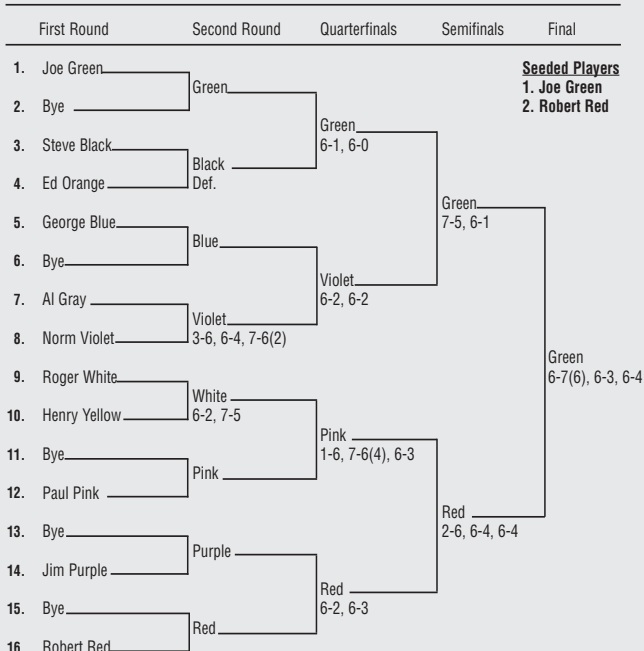 First Round Second Round Quarterfinals Semifinals Final
Seeded Players
1. Joe Green
2. Robert Red
1. Joe Green
Green
2. Bye
Green
6-1, 6-0
3. Steve Black
Black
Def.
4. Ed Orange
Green
7-5, 6-1
5. George Blue
Blue
6. Bye
Violet
6-2, 6-2
7. Al Gray
Violet
3-6, 6-4, 7-6(2)
8. Norm Violet
Green
6-7(6), 6-3, 6-4
9. Roger White
White
6-2, 7-5
10. Henry Yellow
Pink
1-6, 7-6(4), 6-3
11. Bye
Pink
12. Paul Pink
Red
2-6, 6-4, 6-4
13. Bye
Purple
14. Jim Purple
Red
6-2, 6-3
15. Bye
Red
16. Robert Red